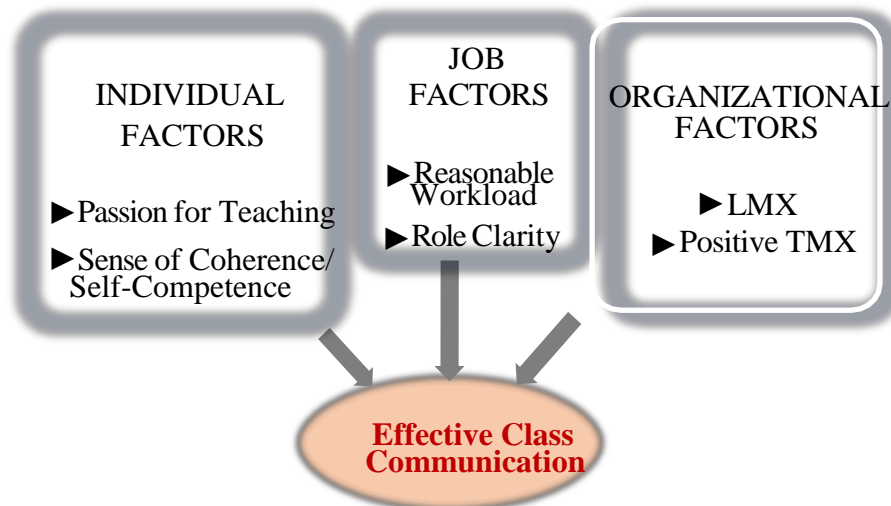 INDIVIDUAL
FACTORS
►Passion for Teaching
►Sense of Coherence/
Self-Competence
JOB
FACTORS
►Reasonable
Workload
►Role Clarity
ORGANIZATIONAL
FACTORS
►LMX
►Positive TMX
Effective Class
Communication